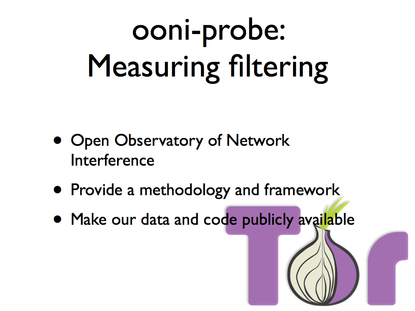 ooni-probe:
Measuring filtering
• Open Observatory of Network
Interference
• Provide a methodology and framework
• Make our data and code publicly available
Tor